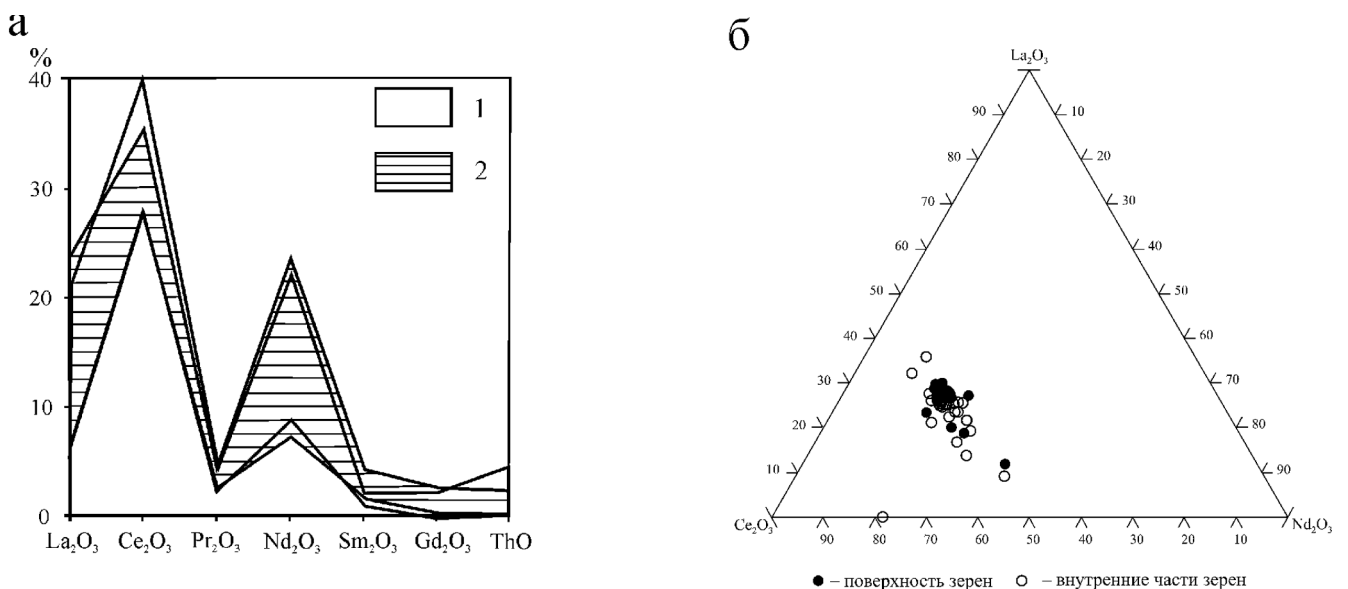 а
%
40
30
20
10
0
1
2
La₂O₃ Ce₂O₃ Pr₂O₃ Nd₂O₃ Sm₂O₃ Gd₂O₃ ThO
б
La₂O₃
90 10
80 20
70 30
60 40
50 50
40 60
30 70
20 80
10 90
Ce₂O₃ Nd₂O₃
90 80 70 60 50 40 30 20 10
● – поверхность зерен ○ – внутренние части зерен